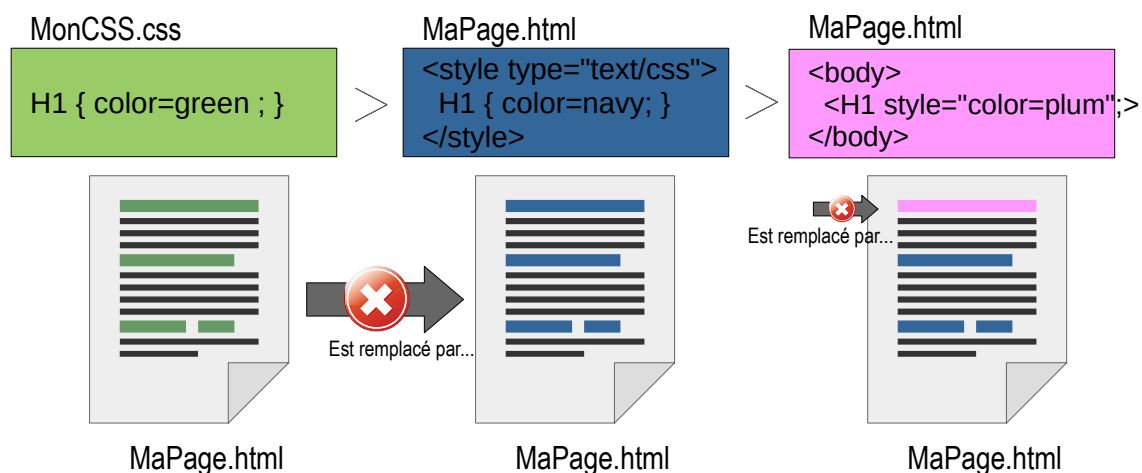 MonCSS.css
H1 { color=green ; }
MaPage.html
<style type="text/css">
H1 { color=navy; }
</style>
MaPage.html
<body>
<H1 style="color=plum";>
</body>
Est remplacé par...
Est remplacé par...
MaPage.html
MaPage.html
MaPage.html